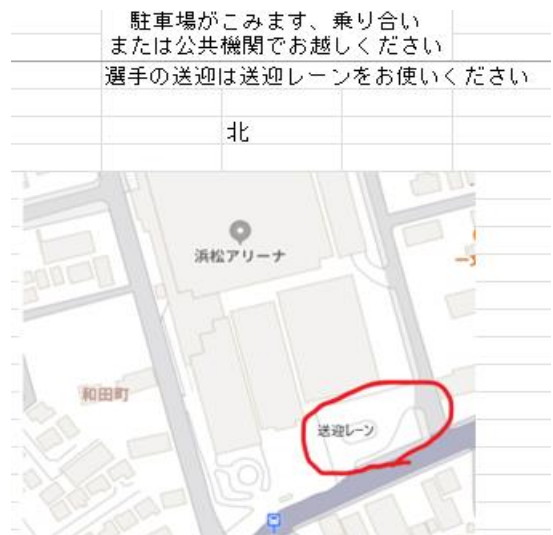 駐車場がこみます、乗り合い
または公共機関でお越しください
選手の送迎は送迎レーンをお使いください
北
浜松アリーナ
和田町
送迎レーン